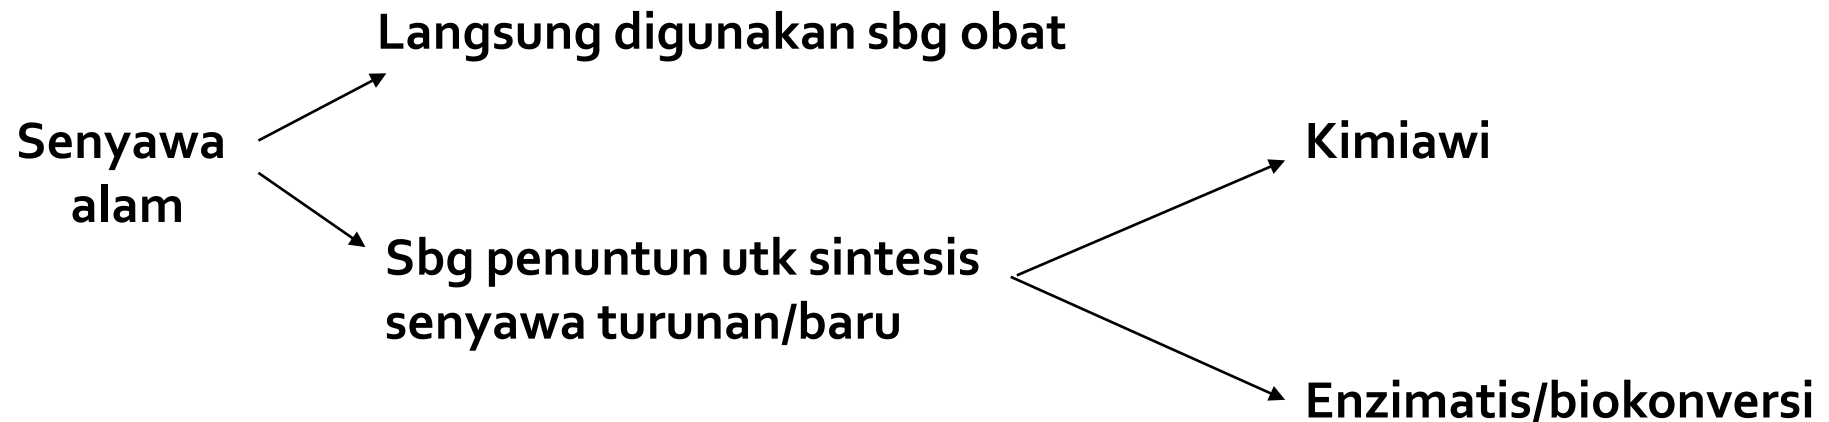 Langsung digunakan sbg obat
Senyawa
alam
Sbg penuntun utk sintesis
senyawa turunan/baru
Kimiawi
Enzimatis/biokonversi